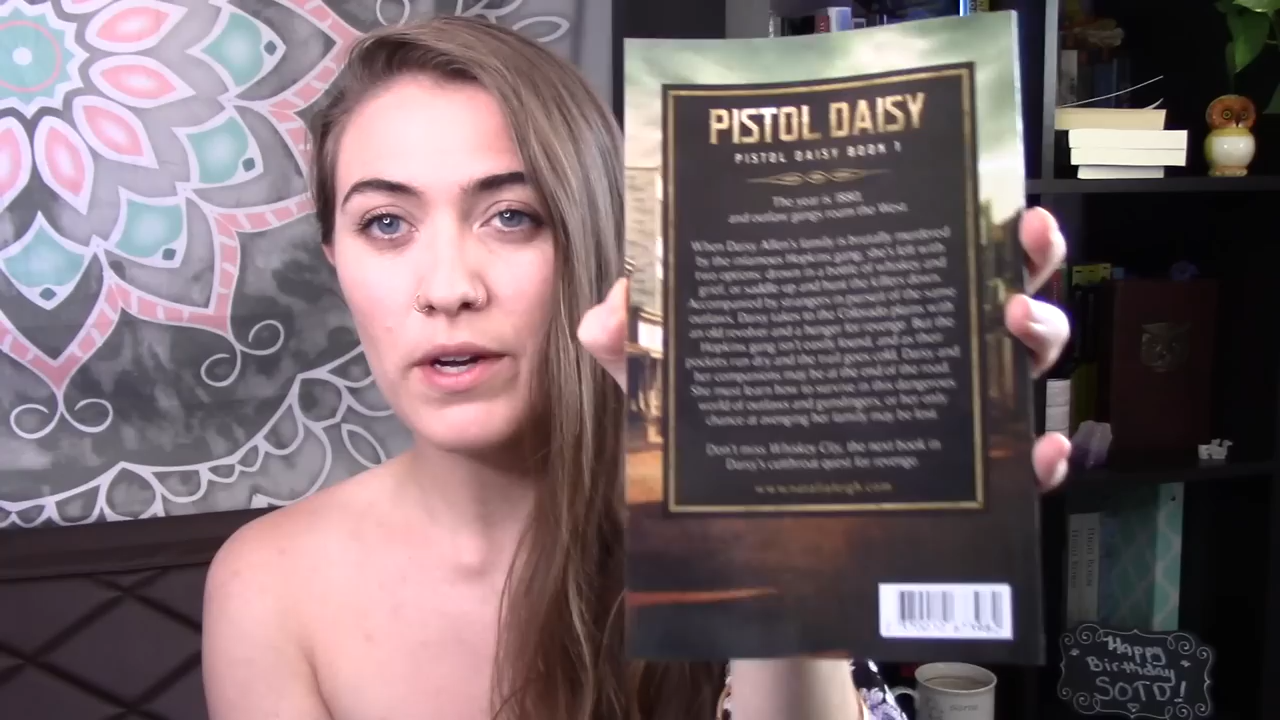 PISTOL DAISY
PISTOL DAISY BOOK 1
The year is 1880,
and outlaw gangs roam the West.
When Daisy Allen's family is brutally murdered
by the infamous Hopkins gang, she's left with
two options: drown in a bottle of whiskey and
grief, or saddle up and hunt the killers down.
Accompanied by strangers in pursuit of the same
outlaws, Daisy takes to the Colorado plains with
an old revolver and a hunger for revenge. But the
Hopkins gang isn't easily found, and as their
pockets run dry and the trail goes cold, Daisy and
her companions may be at the end of the road.
She must learn how to survive in this dangerous
world of outlaws and gunslingers, or her only
chance at avenging her family may be lost.
Don't miss Whiskey City, the next book in
Daisy's cutthroat quest for revenge.
www.natalialeigh.com
Happy
Birthday
SOTD!